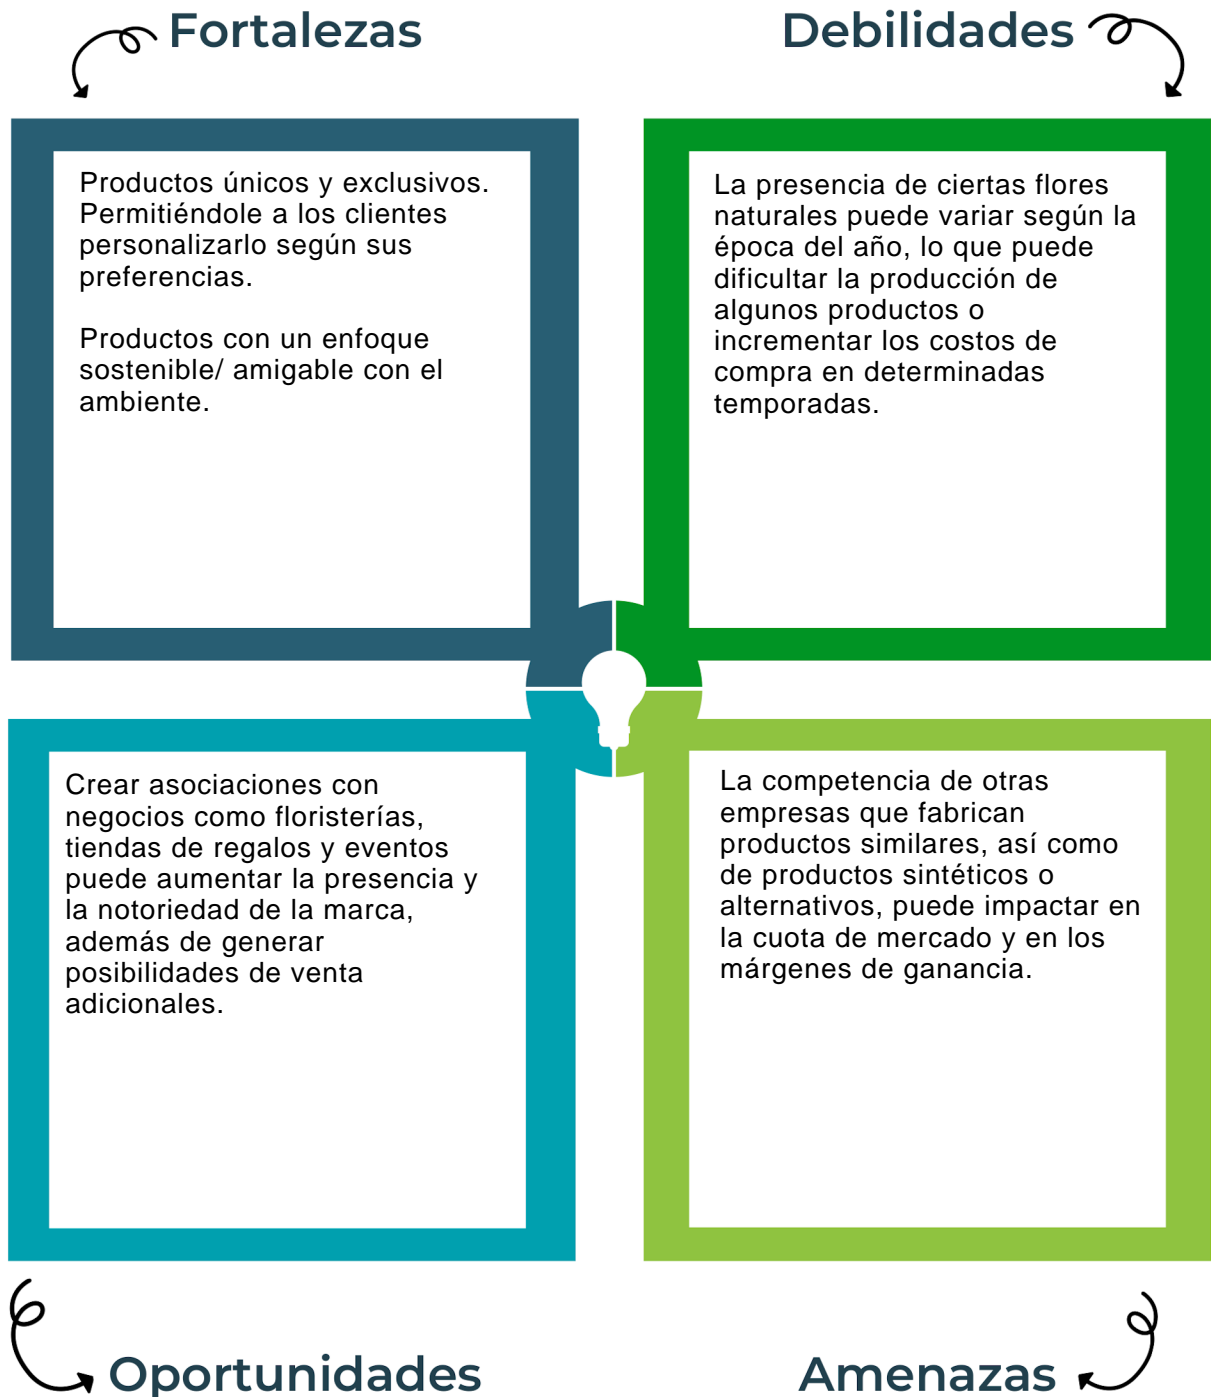 Fortalezas
Productos únicos y exclusivos.
Permitiéndole a los clientes
personalizarlo según sus
preferencias.
Productos con un enfoque
sostenible/ amigable con el
ambiente.
Debilidades
La presencia de ciertas flores
naturales puede variar según la
época del año, lo que puede
dificultar la producción de
algunos productos o
incrementar los costos de
compra en determinadas
temporadas.
Crear asociaciones con
negocios como floristerías,
tiendas de regalos y eventos
puede aumentar la presencia y
la notoriedad de la marca,
además de generar
posibilidades de venta
adicionales.
Oportunidades
La competencia de otras
empresas que fabrican
productos similares, así como
de productos sintéticos o
alternativos, puede impactar en
la cuota de mercado y en los
márgenes de ganancia.
Amenazas